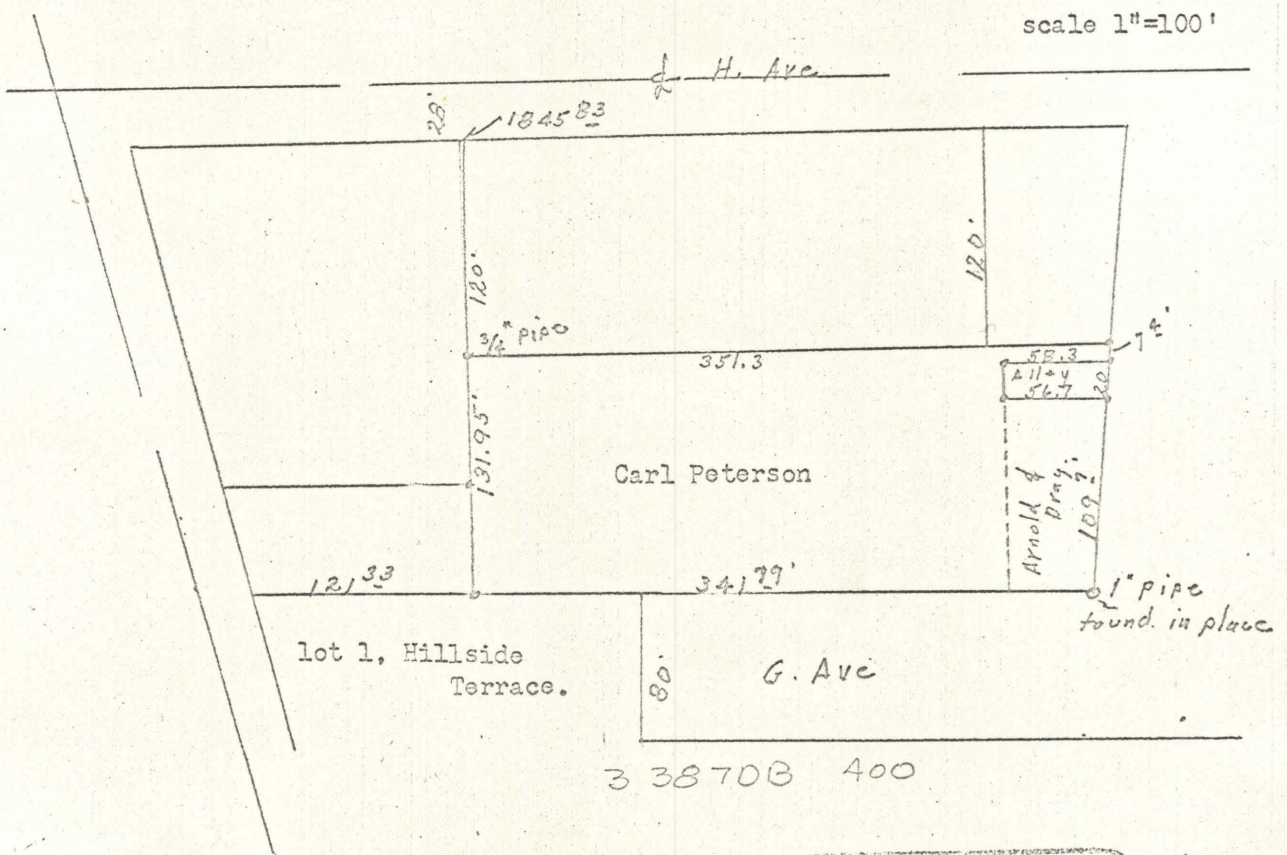 scale 1"=100'
℄ H. Ave
28'
1845 83
120'
120'
3/4" pipe
7 4'
351.3
58.3
Alley
56.7
20
131.95'
Carl Peterson
Arnold &
109 2'
121 33
341 79'
1" pipe
found in place
lot 1, Hillside
Terrace.
80'
G. Ave
3 3870B 400